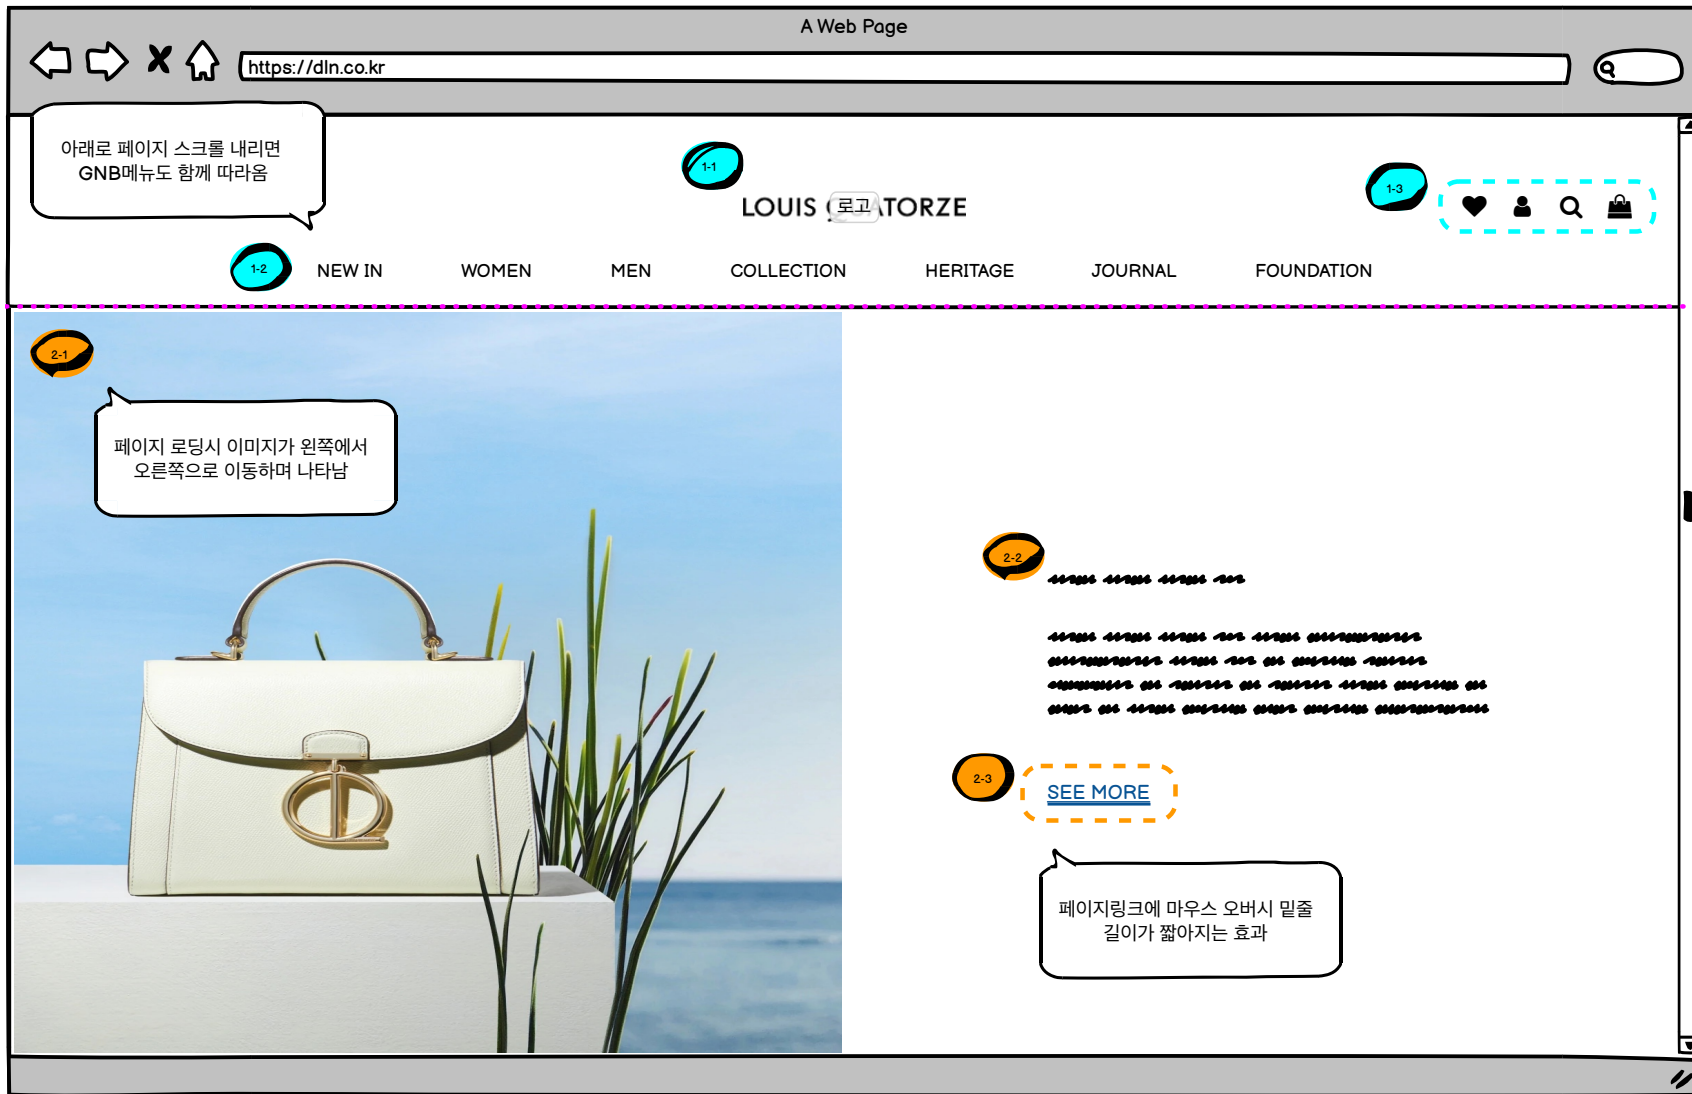 A Web Page
https://dln.co.kr
아래로 페이지 스크롤 내리면
GNB메뉴도 함께 따라옴
1-1
LOUIS QUATORZE
로고
1-3
1-2
NEW IN WOMEN MEN COLLECTION HERITAGE JOURNAL FOUNDATION
2-1
페이지 로딩시 이미지가 왼쪽에서
오른쪽으로 이동하며 나타남
2-2
2-3
SEE MORE
페이지링크에 마우스 오버시 밑줄
길이가 짧아지는 효과